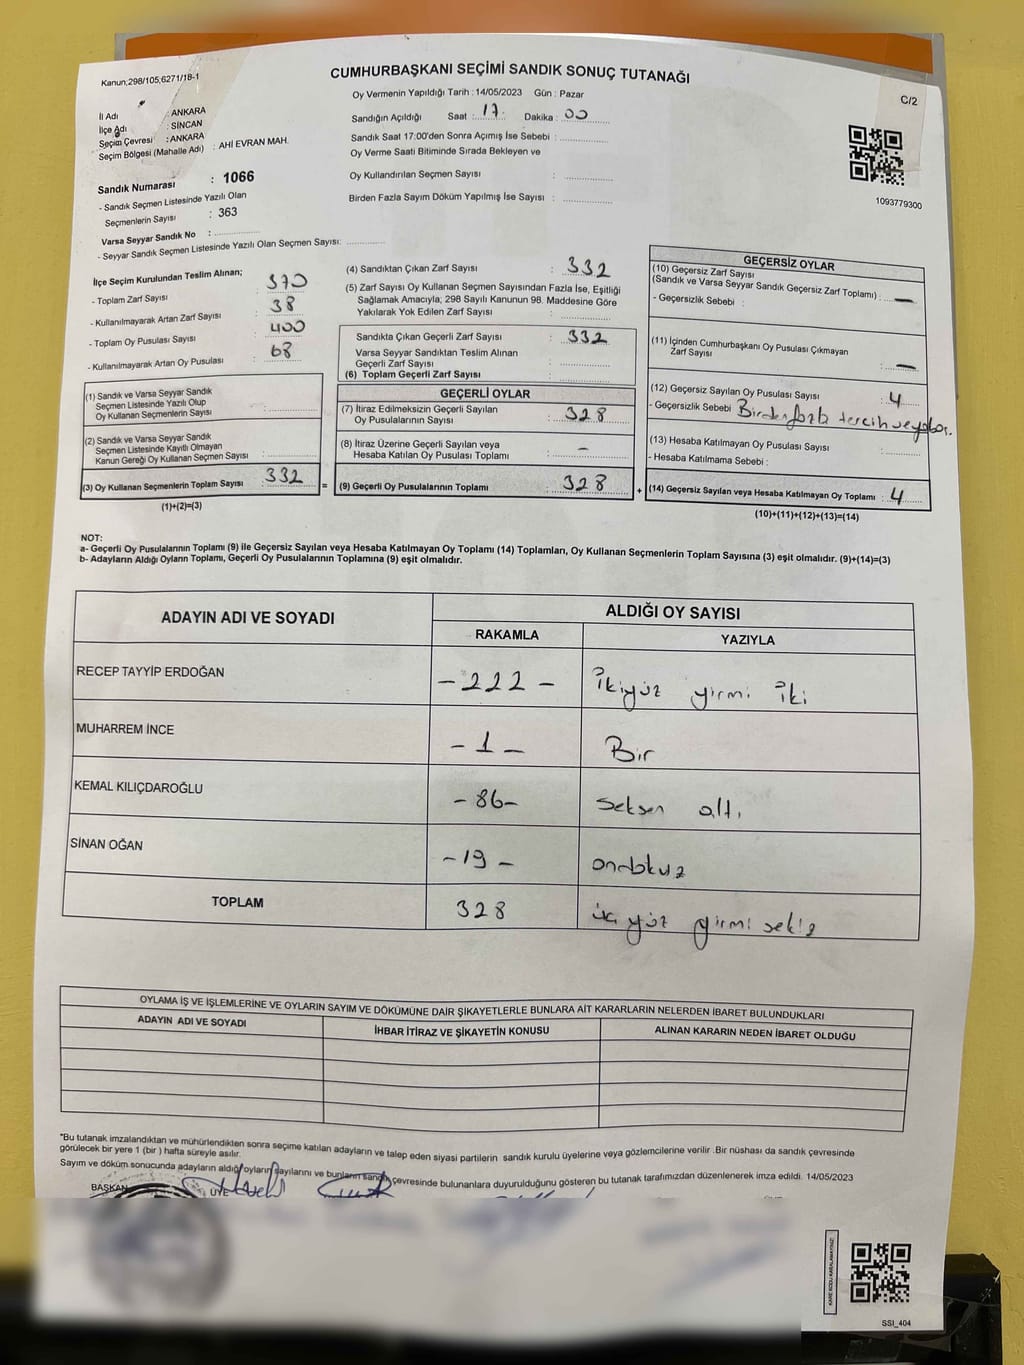 Kanun,298/105,6271/18-1
CUMHURBAŞKANI SEÇİMİ SANDIK SONUÇ TUTANAĞI
C/2
İl Adı : ANKARA
İlçe Adı : SİNCAN
Seçim Çevresi : ANKARA
Seçim Bölgesi (Mahalle Adı) : AHİ EVRAN MAH.
Sandık Numarası : 1066
- Sandık Seçmen Listesinde Yazılı Olan
Seçmenlerin Sayısı : 363
Varsa Seyyar Sandık No :
- Seyyar Sandık Seçmen Listesinde Yazılı Olan Seçmen Sayısı:
Oy Vermenin Yapıldığı Tarih : 14/05/2023 Gün : Pazar
Sandığın Açıldığı Saat : 17 Dakika : 00
Sandık Saat 17:00'den Sonra Açımış İse Sebebi :
Oy Verme Saati Bitiminde Sırada Bekleyen ve
Oy Kullandırılan Seçmen Sayısı :
Birden Fazla Sayım Döküm Yapılmış İse Sayısı :
1093779300
İlçe Seçim Kurulundan Teslim Alınan;
- Toplam Zarf Sayısı : 370
- Kullanılmayarak Artan Zarf Sayısı : 38
- Toplam Oy Pusulası Sayısı : 400
- Kullanılmayarak Artan Oy Pusulası : 68
(1) Sandık ve Varsa Seyyar Sandık
Seçmen Listesinde Yazılı Olup
Oy Kullanan Seçmenlerin Sayısı :
(2) Sandık ve Varsa Seyyar Sandık
Seçmen Listesinde Kayıtlı Olmayan
Kanun Gereği Oy Kullanan Seçmen Sayısı :
(3) Oy Kullanan Seçmenlerin Toplam Sayısı : 332 =
(1)+(2)=(3)
(4) Sandıktan Çıkan Zarf Sayısı : 332
(5) Zarf Sayısı Oy Kullanan Seçmen Sayısından Fazla İse, Eşitliği
Sağlamak Amacıyla; 298 Sayılı Kanunun 98. Maddesine Göre
Yakılarak Yok Edilen Zarf Sayısı :
Sandıkta Çıkan Geçerli Zarf Sayısı : 332
Varsa Seyyar Sandıktan Teslim Alınan
Geçerli Zarf Sayısı :
(6) Toplam Geçerli Zarf Sayısı :
GEÇERLİ OYLAR
(7) İtiraz Edilmeksizin Geçerli Sayılan
Oy Pusulalarının Sayısı : 328
(8) İtiraz Üzerine Geçerli Sayılan veya
Hesaba Katılan Oy Pusulası Toplamı : –
(9) Geçerli Oy Pusulalarının Toplamı : 328 +
GEÇERSİZ OYLAR
(10) Geçersiz Zarf Sayısı
(Sandık ve Varsa Seyyar Sandık Geçersiz Zarf Toplamı) : –
- Geçersizlik Sebebi :
(11) İçinden Cumhurbaşkanı Oy Pusulası Çıkmayan
Zarf Sayısı : –
(12) Geçersiz Sayılan Oy Pusulası Sayısı : 4
- Geçersizlik Sebebi : Birden fazla tercih veya boş.
(13) Hesaba Katılmayan Oy Pusulası Sayısı :
- Hesaba Katılmama Sebebi :
(14) Geçersiz Sayılan veya Hesaba Katılmayan Oy Toplamı : 4
(10)+(11)+(12)+(13)=(14)
NOT:
a- Geçerli Oy Pusulalarının Toplamı (9) ile Geçersiz Sayılan veya Hesaba Katılmayan Oy Toplamı (14) Toplamları, Oy Kullanan Seçmenlerin Toplam Sayısına (3) eşit olmalıdır. (9)+(14)=(3)
b- Adayların Aldığı Oyların Toplamı, Geçerli Oy Pusulalarının Toplamına (9) eşit olmalıdır.
ADAYIN ADI VE SOYADI
ALDIĞI OY SAYISI
RAKAMLA YAZIYLA
RECEP TAYYİP ERDOĞAN - 222 - İkiyüz yirmi iki
MUHARREM İNCE - 1 - Bir
KEMAL KILIÇDAROĞLU - 86 - seksen altı
SİNAN OĞAN - 19 - ondokuz
TOPLAM 328 üç yüz yirmi sekiz
OYLAMA İŞ VE İŞLEMLERİNE VE OYLARIN SAYIM VE DÖKÜMÜNE DAİR ŞİKAYETLERLE BUNLARA AİT KARARLARIN NELERDEN İBARET BULUNDUKLARI
ADAYIN ADI VE SOYADI İHBAR İTİRAZ VE ŞİKAYETİN KONUSU ALINAN KARARIN NEDEN İBARET OLDUĞU
*Bu tutanak imzalandıktan ve mühürlendikten sonra seçime katılan adayların ve talep eden siyasi partilerin sandık kurulu üyelerine veya gözlemcilerine verilir. Bir nüshası da sandık çevresinde
görülecek bir yere 1 (bir ) hafta süreyle asılır.
Sayım ve döküm sonucunda adayların aldığı oyların sayılarını ve bunların sandık çevresinde bulunanlara duyurulduğunu gösteren bu tutanak tarafımızdan düzenlenerek imza edildi. 14/05/2023
BAŞKAN ÜYE
KARE KODU KARALAMAYINIZ!
SSI_404